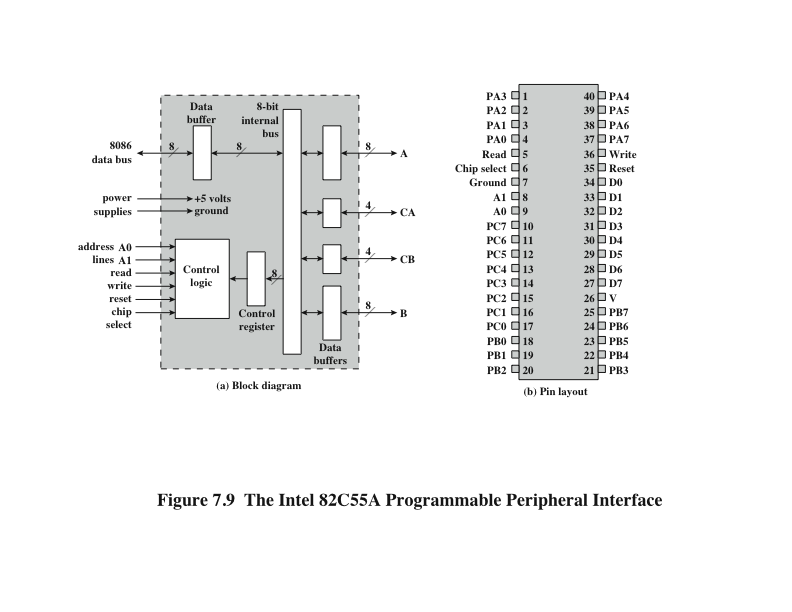 Data
buffer
8-bit
internal
bus
8086
data bus
8
8
8
A
power
supplies
+5 volts
ground
4
CA
address A0
lines A1
read
write
reset
chip
select
Control
logic
8
Control
register
4
CB
8
B
Data
buffers
(a) Block diagram
PA3 1 40 PA4
PA2 2 39 PA5
PA1 3 38 PA6
PA0 4 37 PA7
Read 5 36 Write
Chip select 6 35 Reset
Ground 7 34 D0
A1 8 33 D1
A0 9 32 D2
PC7 10 31 D3
PC6 11 30 D4
PC5 12 29 D5
PC4 13 28 D6
PC3 14 27 D7
PC2 15 26 V
PC1 16 25 PB7
PC0 17 24 PB6
PB0 18 23 PB5
PB1 19 22 PB4
PB2 20 21 PB3
(b) Pin layout
Figure 7.9 The Intel 82C55A Programmable Peripheral Interface